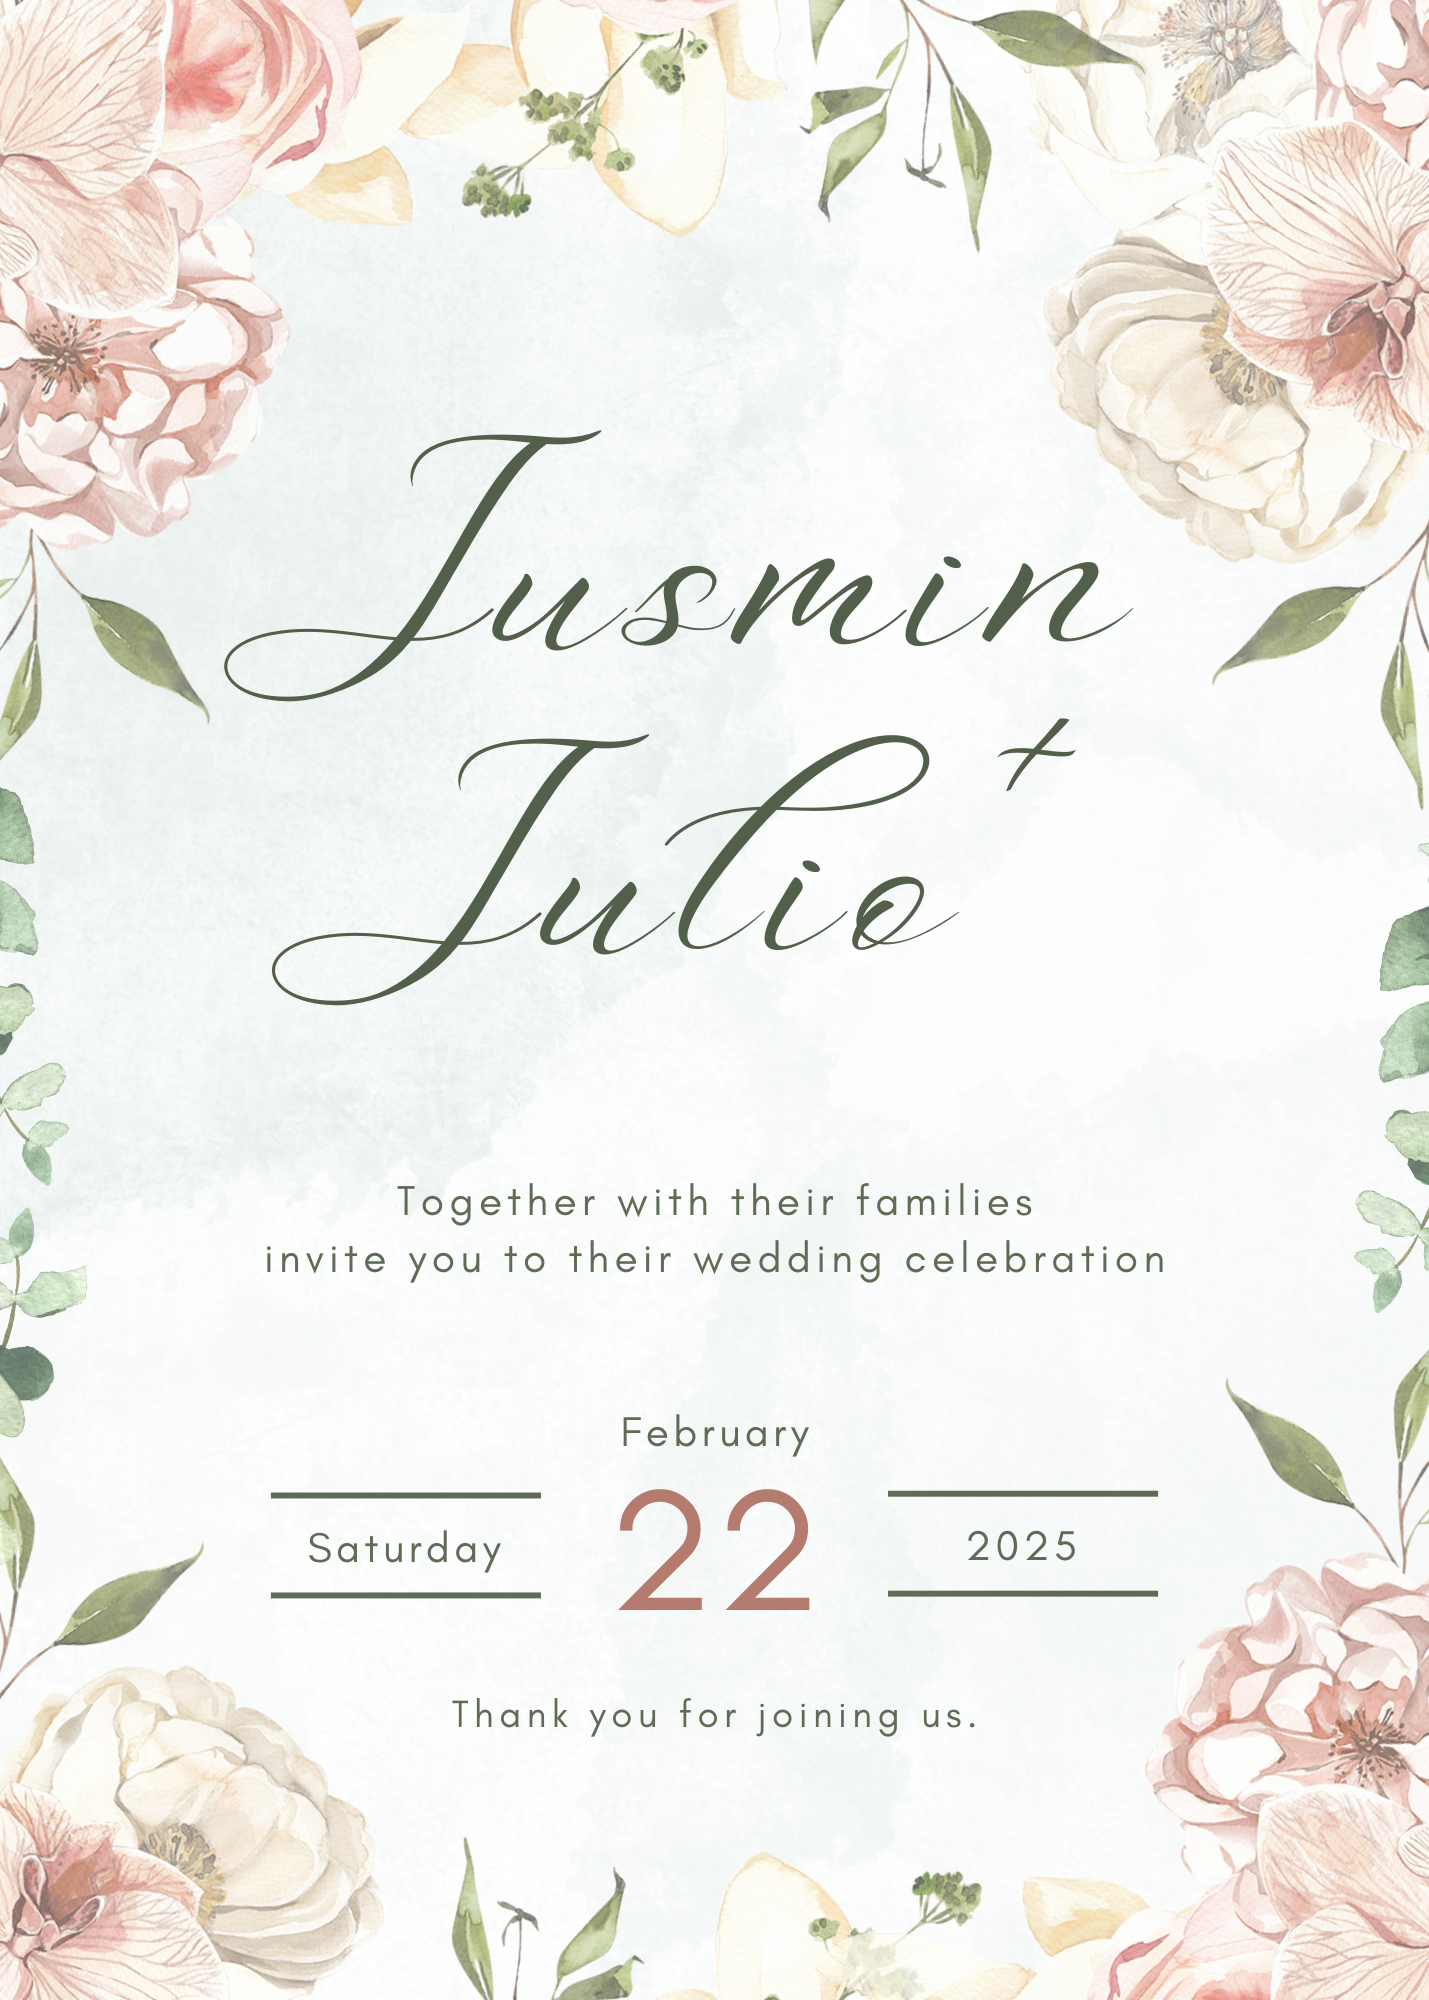 Jusmin
+
Julio
Together with their families
invite you to their wedding celebration
February
Saturday
22
2025
Thank you for joining us.